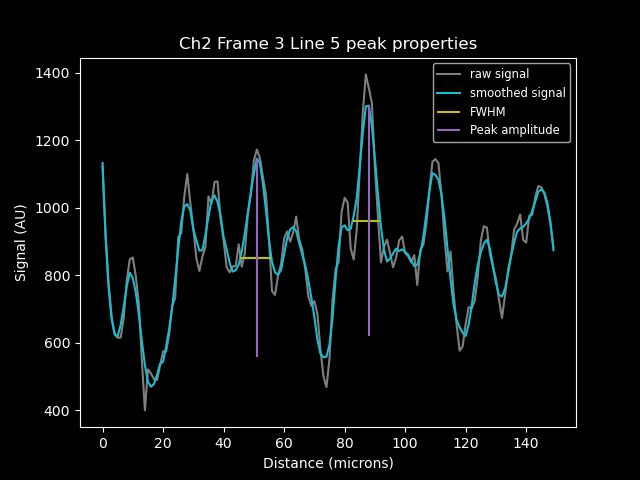 Ch2 Frame 3 Line 5 peak properties
raw signal
smoothed signal
FWHM
Peak amplitude
1400
1200
1000
800
600
400
Signal (AU)
0
20
40
60
80
100
120
140
Distance (microns)